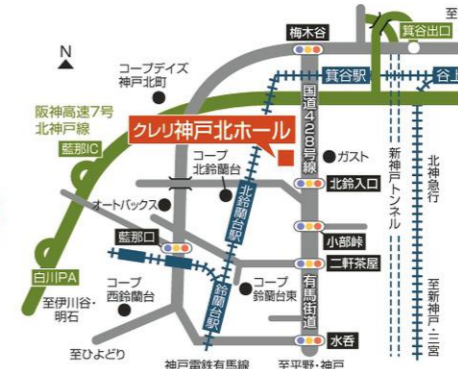 至
箕谷出口
梅木谷
N
コープデイズ
神戸北町
箕谷駅
谷上
阪神高速7号
北神戸線
国道428号線
藍那IC
クレリ神戸北ホール
コープ
北鈴蘭台
ガスト
新神戸トンネル
北神急行
北鈴蘭台駅
北鈴入口
オートバックス
小部峠
藍那口
二軒茶屋
白川PA
コープ
西鈴蘭台
鈴蘭台駅
コープ
鈴蘭台東
有馬街道
至新神戸・三宮
至伊川谷・
明石
水呑
至ひよどり
神戸電鉄有馬線
至平野・神戸